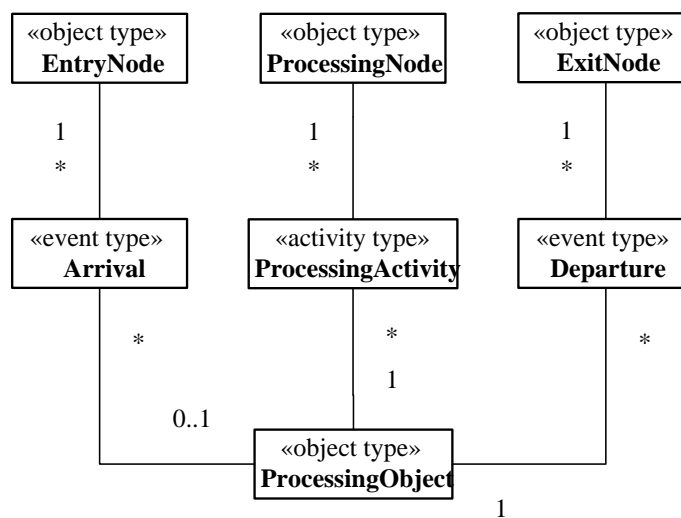 «object type»
EntryNode
«object type»
ProcessingNode
«object type»
ExitNode
1
*
1
*
1
*
«event type»
Arrival
«activity type»
ProcessingActivity
«event type»
Departure
*
*
*
1
0..1
«object type»
ProcessingObject
1